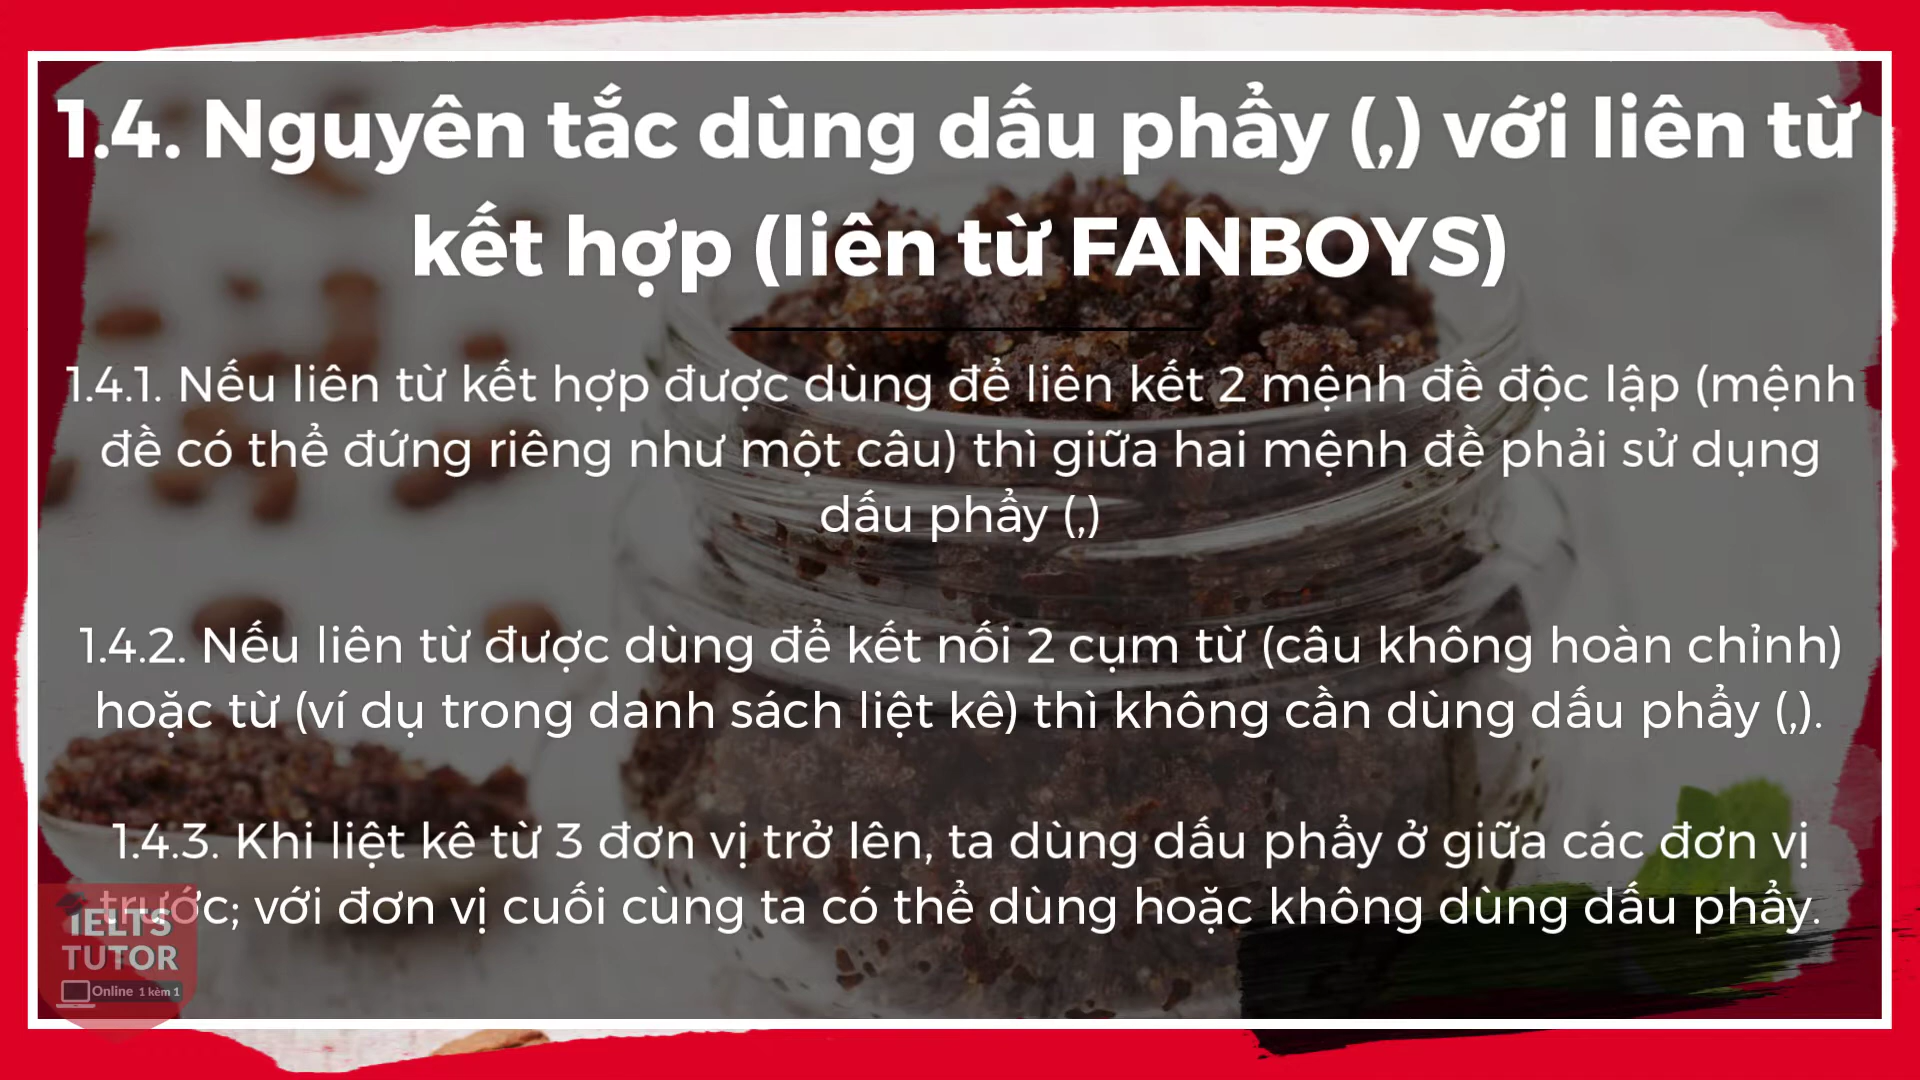 1.4. Nguyên tắc dùng dấu phẩy (,) với liên từ
kết hợp (liên từ FANBOYS)
1.4.1. Nếu liên từ kết hợp được dùng để liên kết 2 mệnh đề độc lập (mệnh
đề có thể đứng riêng như một câu) thì giữa hai mệnh đề phải sử dụng
dấu phẩy (,)
1.4.2. Nếu liên từ được dùng để kết nối 2 cụm từ (câu không hoàn chỉnh)
hoặc từ (ví dụ trong danh sách liệt kê) thì không cần dùng dấu phẩy (,).
1.4.3. Khi liệt kê từ 3 đơn vị trở lên, ta dùng dấu phẩy ở giữa các đơn vị
trước; với đơn vị cuối cùng ta có thể dùng hoặc không dùng dấu phẩy.
IELTS
TUTOR
Online 1 kèm 1